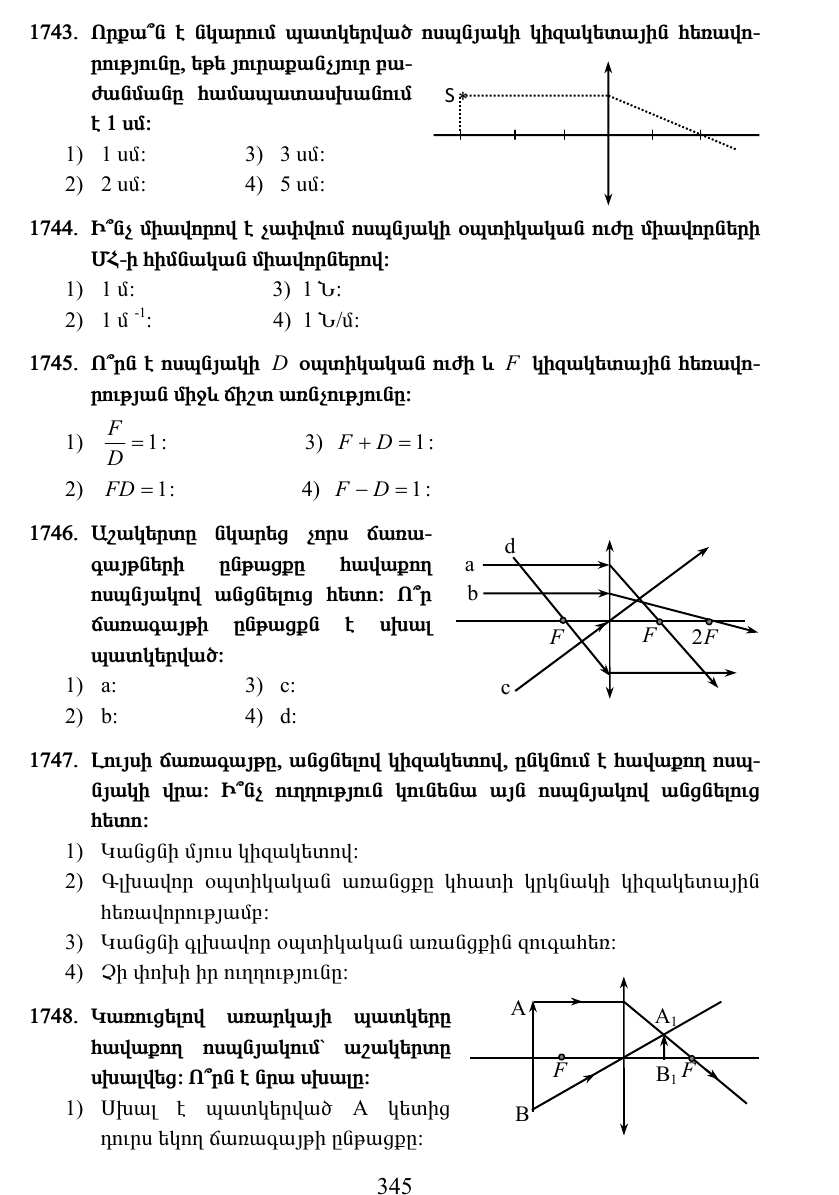 1743. Որքա՞ն է նկարում պատկերված ոսպնյակի կիզակետային հեռավո-
րությունը, եթե յուրաքանչյուր բա-
ժանմանը համապատասխանում
է 1 սմ:
S
1) 1 սմ: 3) 3 սմ:
2) 2 սմ: 4) 5 սմ:
1744. Ի՞նչ միավորով է չափվում ոսպնյակի օպտիկական ուժը միավորների
ՄՀ-ի հիմնական միավորներով:
1) 1 մ: 3) 1 Ն:
2) 1 մ⁻¹: 4) 1 Ն/մ:
1745. Ո՞րն է ոսպնյակի D օպտիկական ուժի և F կիզակետային հեռավո-
րության միջև ճիշտ առնչությունը:
1) F/D = 1: 3) F + D = 1:
2) FD = 1: 4) F − D = 1:
1746. Աշակերտը նկարեց չորս ճառա-
գայթների ընթացքը հավաքող
ոսպնյակով անցնելուց հետո: Ո՞ր
ճառագայթի ընթացքն է սխալ
պատկերված:
d
a
b
F F 2F
c
1) a: 3) c:
2) b: 4) d:
1747. Լույսի ճառագայթը, անցնելով կիզակետով, ընկնում է հավաքող ոսպ-
նյակի վրա: Ի՞նչ ուղղություն կունենա այն ոսպնյակով անցնելուց
հետո:
1) Կանցնի մյուս կիզակետով:
2) Գլխավոր օպտիկական առանցքը կհատի կրկնակի կիզակետային
հեռավորությամբ:
3) Կանցնի գլխավոր օպտիկական առանցքին զուգահեռ:
4) Չի փոխի իր ուղղությունը:
1748. Կառուցելով առարկայի պատկերը
հավաքող ոսպնյակում՝ աշակերտը
սխալվեց: Ո՞րն է նրա սխալը:
A A₁
F B₁ F
B
1) Սխալ է պատկերված A կետից
դուրս եկող ճառագայթի ընթացքը:
345